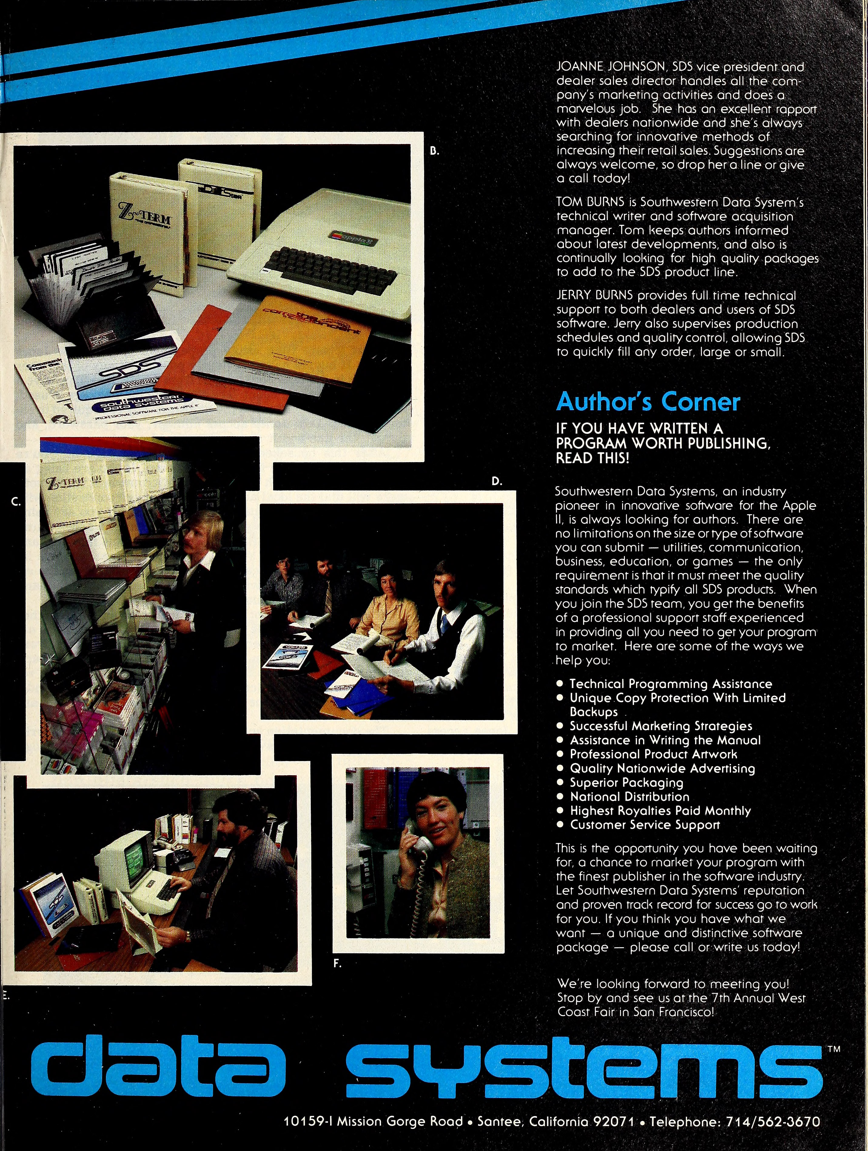 B.
Z-TERM
apple II
the
correspondent
SDS
southwestern
data systems
PROFESSIONAL SOFTWARE FOR THE APPLE II
C.
Z-TERM
D.
E.
F.
JOANNE JOHNSON, SDS vice president and
dealer sales director handles all the com-
pany's marketing activities and does a
marvelous job. She has an excellent rapport
with dealers nationwide and she's always
searching for innovative methods of
increasing their retail sales. Suggestions are
always welcome, so drop her a line or give
a call today!
TOM BURNS is Southwestern Data System's
technical writer and software acquisition
manager. Tom keeps authors informed
about latest developments, and also is
continually looking for high quality packages
to add to the SDS product line.
JERRY BURNS provides full time technical
support to both dealers and users of SDS
software. Jerry also supervises production
schedules and quality control, allowing SDS
to quickly fill any order, large or small.
Author's Corner
IF YOU HAVE WRITTEN A
PROGRAM WORTH PUBLISHING,
READ THIS!
Southwestern Data Systems, an industry
pioneer in innovative software for the Apple
II, is always looking for authors. There are
no limitations on the size or type of software
you can submit — utilities, communication,
business, education, or games — the only
requirement is that it must meet the quality
standards which typify all SDS products. When
you join the SDS team, you get the benefits
of a professional support staff experienced
in providing all you need to get your program
to market. Here are some of the ways we
help you:
● Technical Programming Assistance
● Unique Copy Protection With Limited
Backups
● Successful Marketing Strategies
● Assistance in Writing the Manual
● Professional Product Artwork
● Quality Nationwide Advertising
● Superior Packaging
● National Distribution
● Highest Royalties Paid Monthly
● Customer Service Support
This is the opportunity you have been waiting
for, a chance to market your program with
the finest publisher in the software industry.
Let Southwestern Data Systems' reputation
and proven track record for success go to work
for you. If you think you have what we
want — a unique and distinctive software
package — please call or write us today!
We're looking forward to meeting you!
Stop by and see us at the 7th Annual West
Coast Fair in San Francisco!
data systems™
10159-I Mission Gorge Road • Santee, California 92071 • Telephone: 714/562-3670